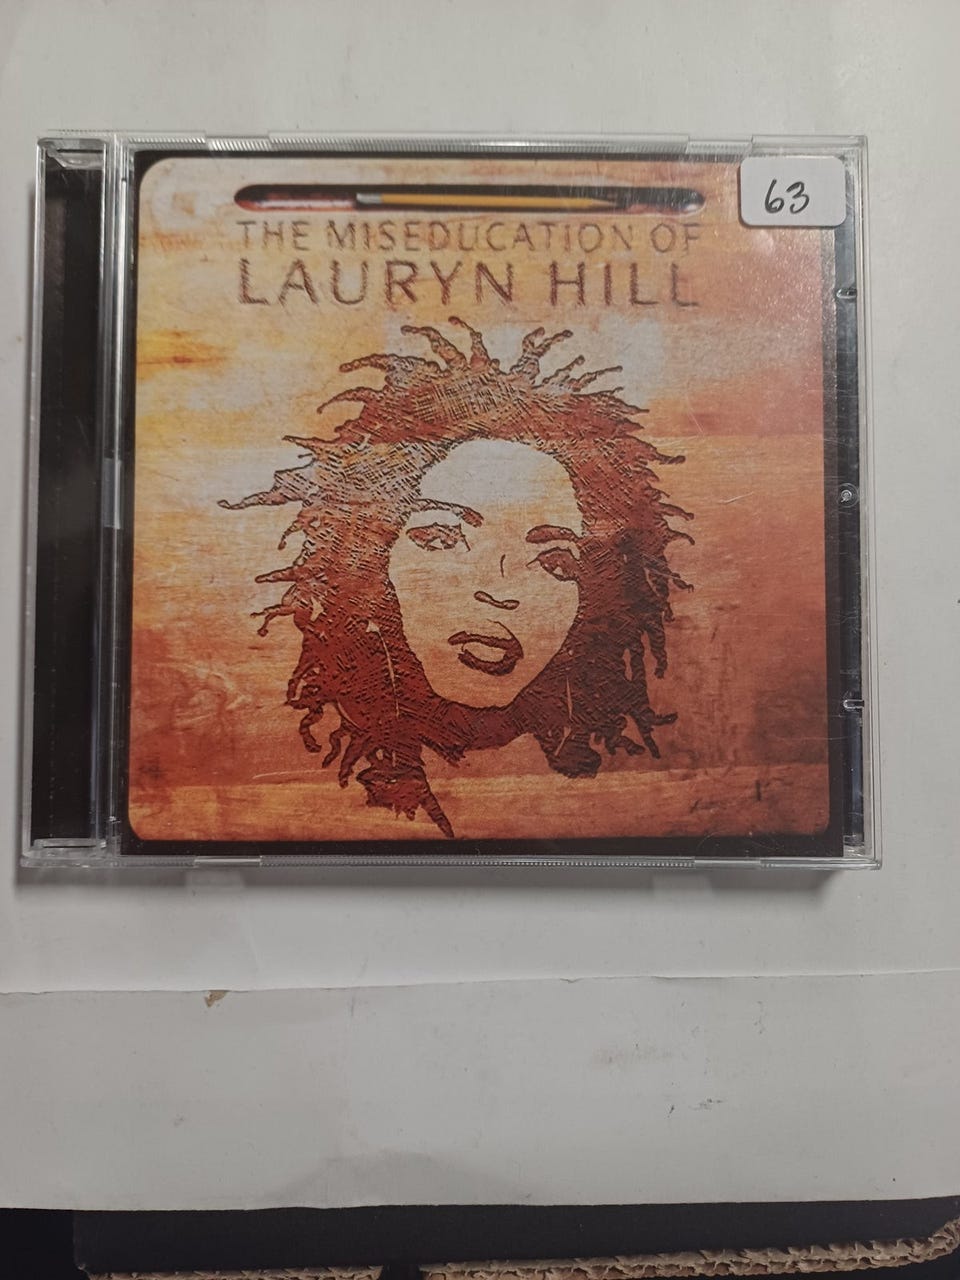 63
THE MISEDUCATION OF
LAURYN HILL